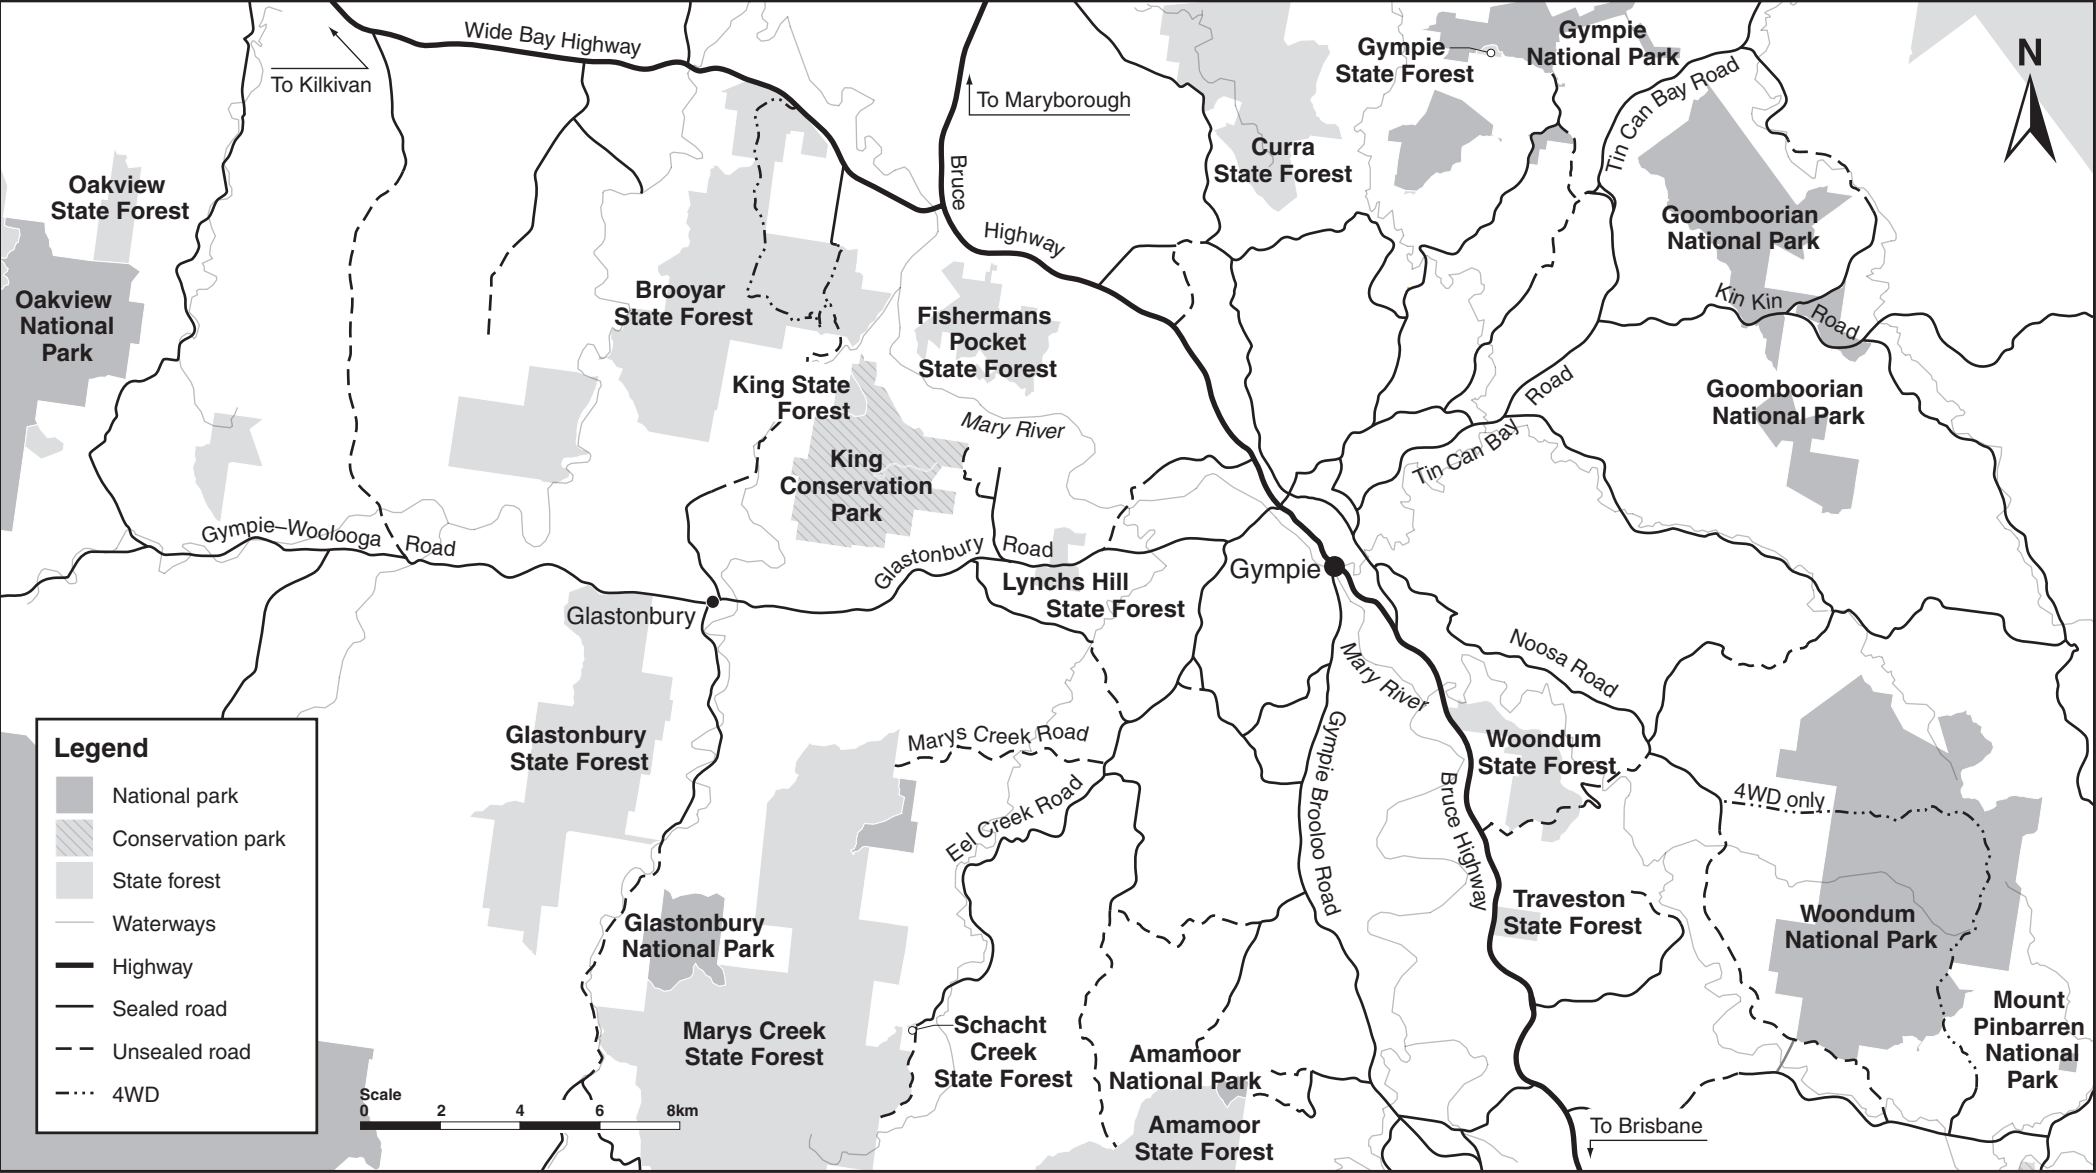 Wide Bay Highway
To Kilkivan
To Maryborough
Bruce
Highway
Gympie
State Forest
Gympie
National Park
Tin Can Bay Road
N
Curra
State Forest
Oakview
State Forest
Oakview
National
Park
Goomboorian
National Park
Kin Kin
Road
Brooyar
State Forest
Fishermans
Pocket
State Forest
King State
Forest
Mary River
Goomboorian
National Park
Road
Tin Can Bay
King
Conservation
Park
Gympie–Woolooga
Road
Glastonbury
Road
Lynchs Hill
State Forest
Gympie
Glastonbury
Mary River
Noosa Road
Glastonbury
State Forest
Marys Creek Road
Eel Creek Road
Gympie Brooloo Road
Bruce Highway
Woondum
State Forest
4WD only
Legend
National park
Conservation park
State forest
Waterways
Highway
Sealed road
Unsealed road
4WD
Glastonbury
National Park
Traveston
State Forest
Woondum
National Park
Marys Creek
State Forest
Schacht
Creek
State Forest
Amamoor
National Park
Amamoor
State Forest
Mount
Pinbarren
National
Park
Scale
0 2 4 6 8km
To Brisbane